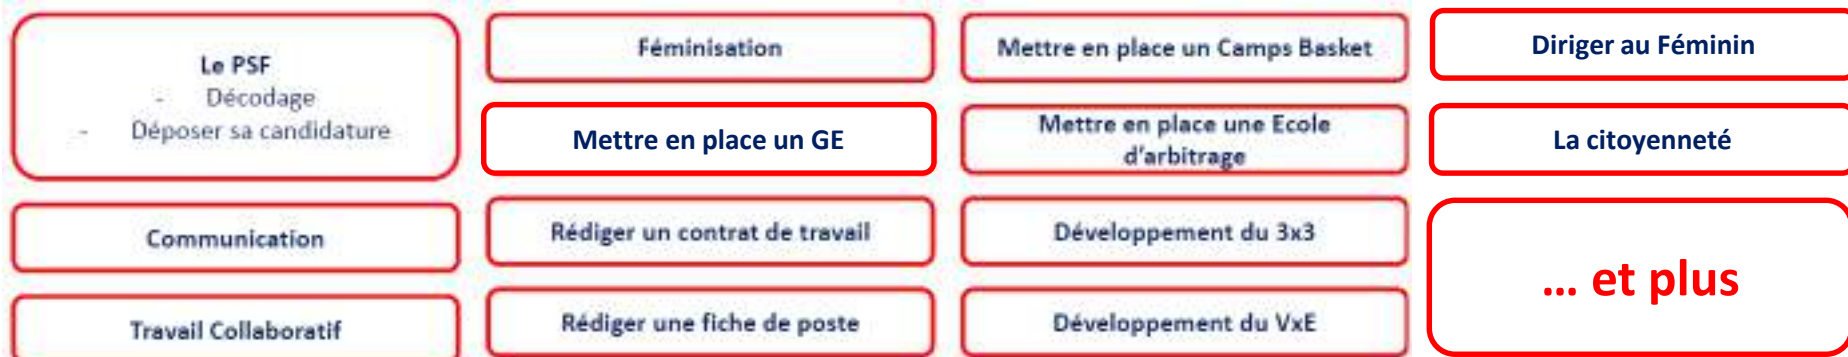 Le PSF
- Décodage
- Déposer sa candidature
Communication
Travail Collaboratif
Féminisation
Mettre en place un GE
Rédiger un contrat de travail
Rédiger une fiche de poste
Mettre en place un Camps Basket
Mettre en place une Ecole
d'arbitrage
Développement du 3x3
Développement du VxE
Diriger au Féminin
La citoyenneté
... et plus